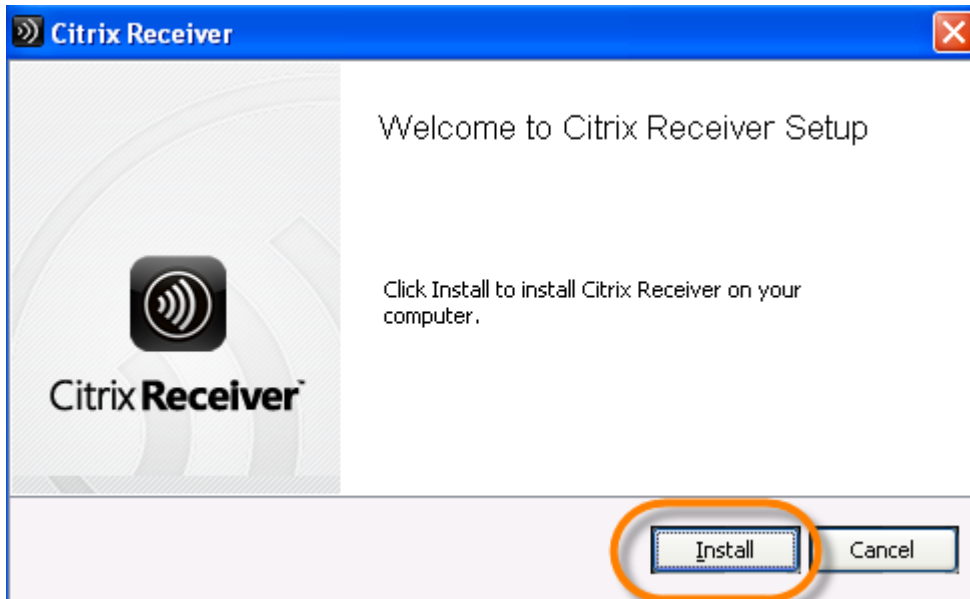 Citrix Receiver
Welcome to Citrix Receiver Setup
Click Install to install Citrix Receiver on your
computer.
Citrix Receiver™
Install
Cancel